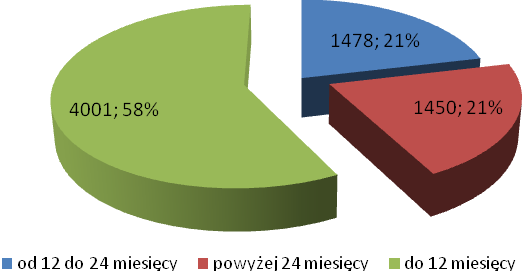 1478; 21%
4001; 58%
1450; 21%
od 12 do 24 miesięcy powyżej 24 miesięcy do 12 miesięcy